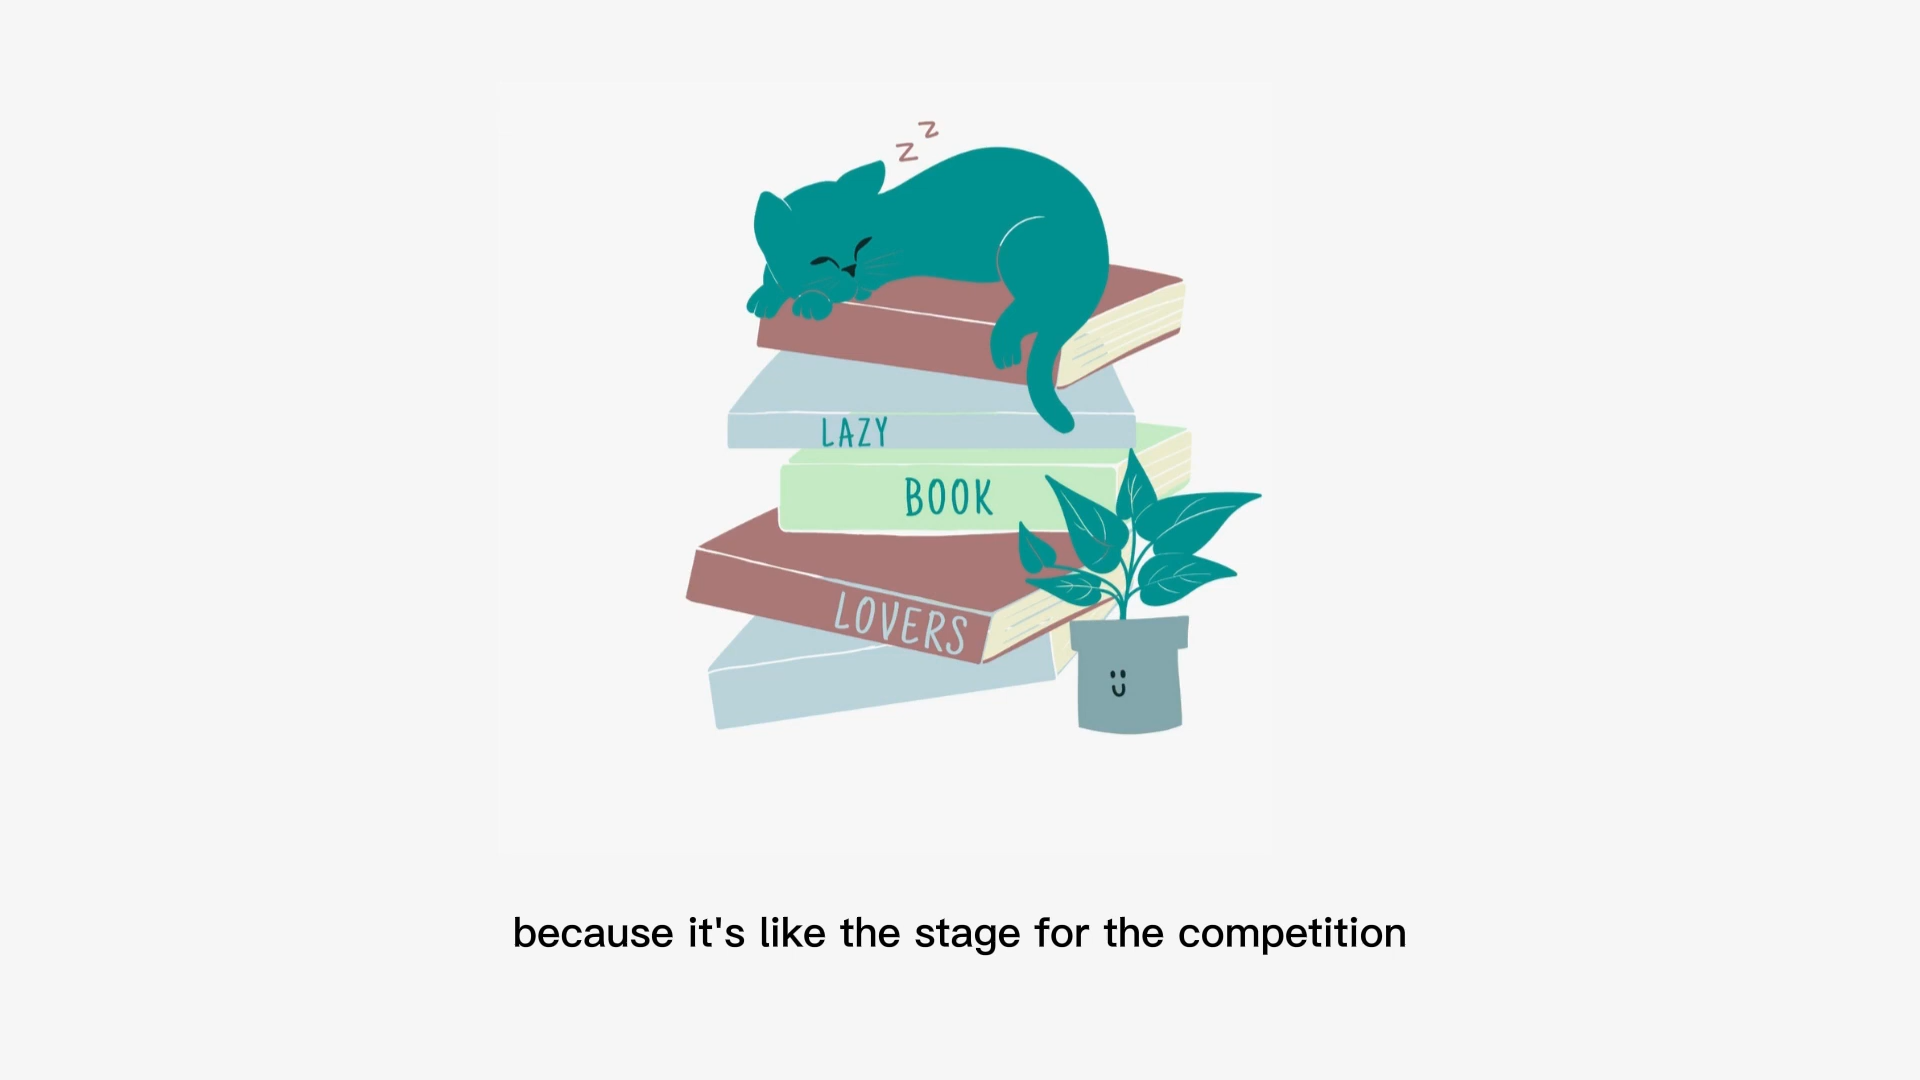 z
z
LAZY
BOOK
LOVERS
because it's like the stage for the competition